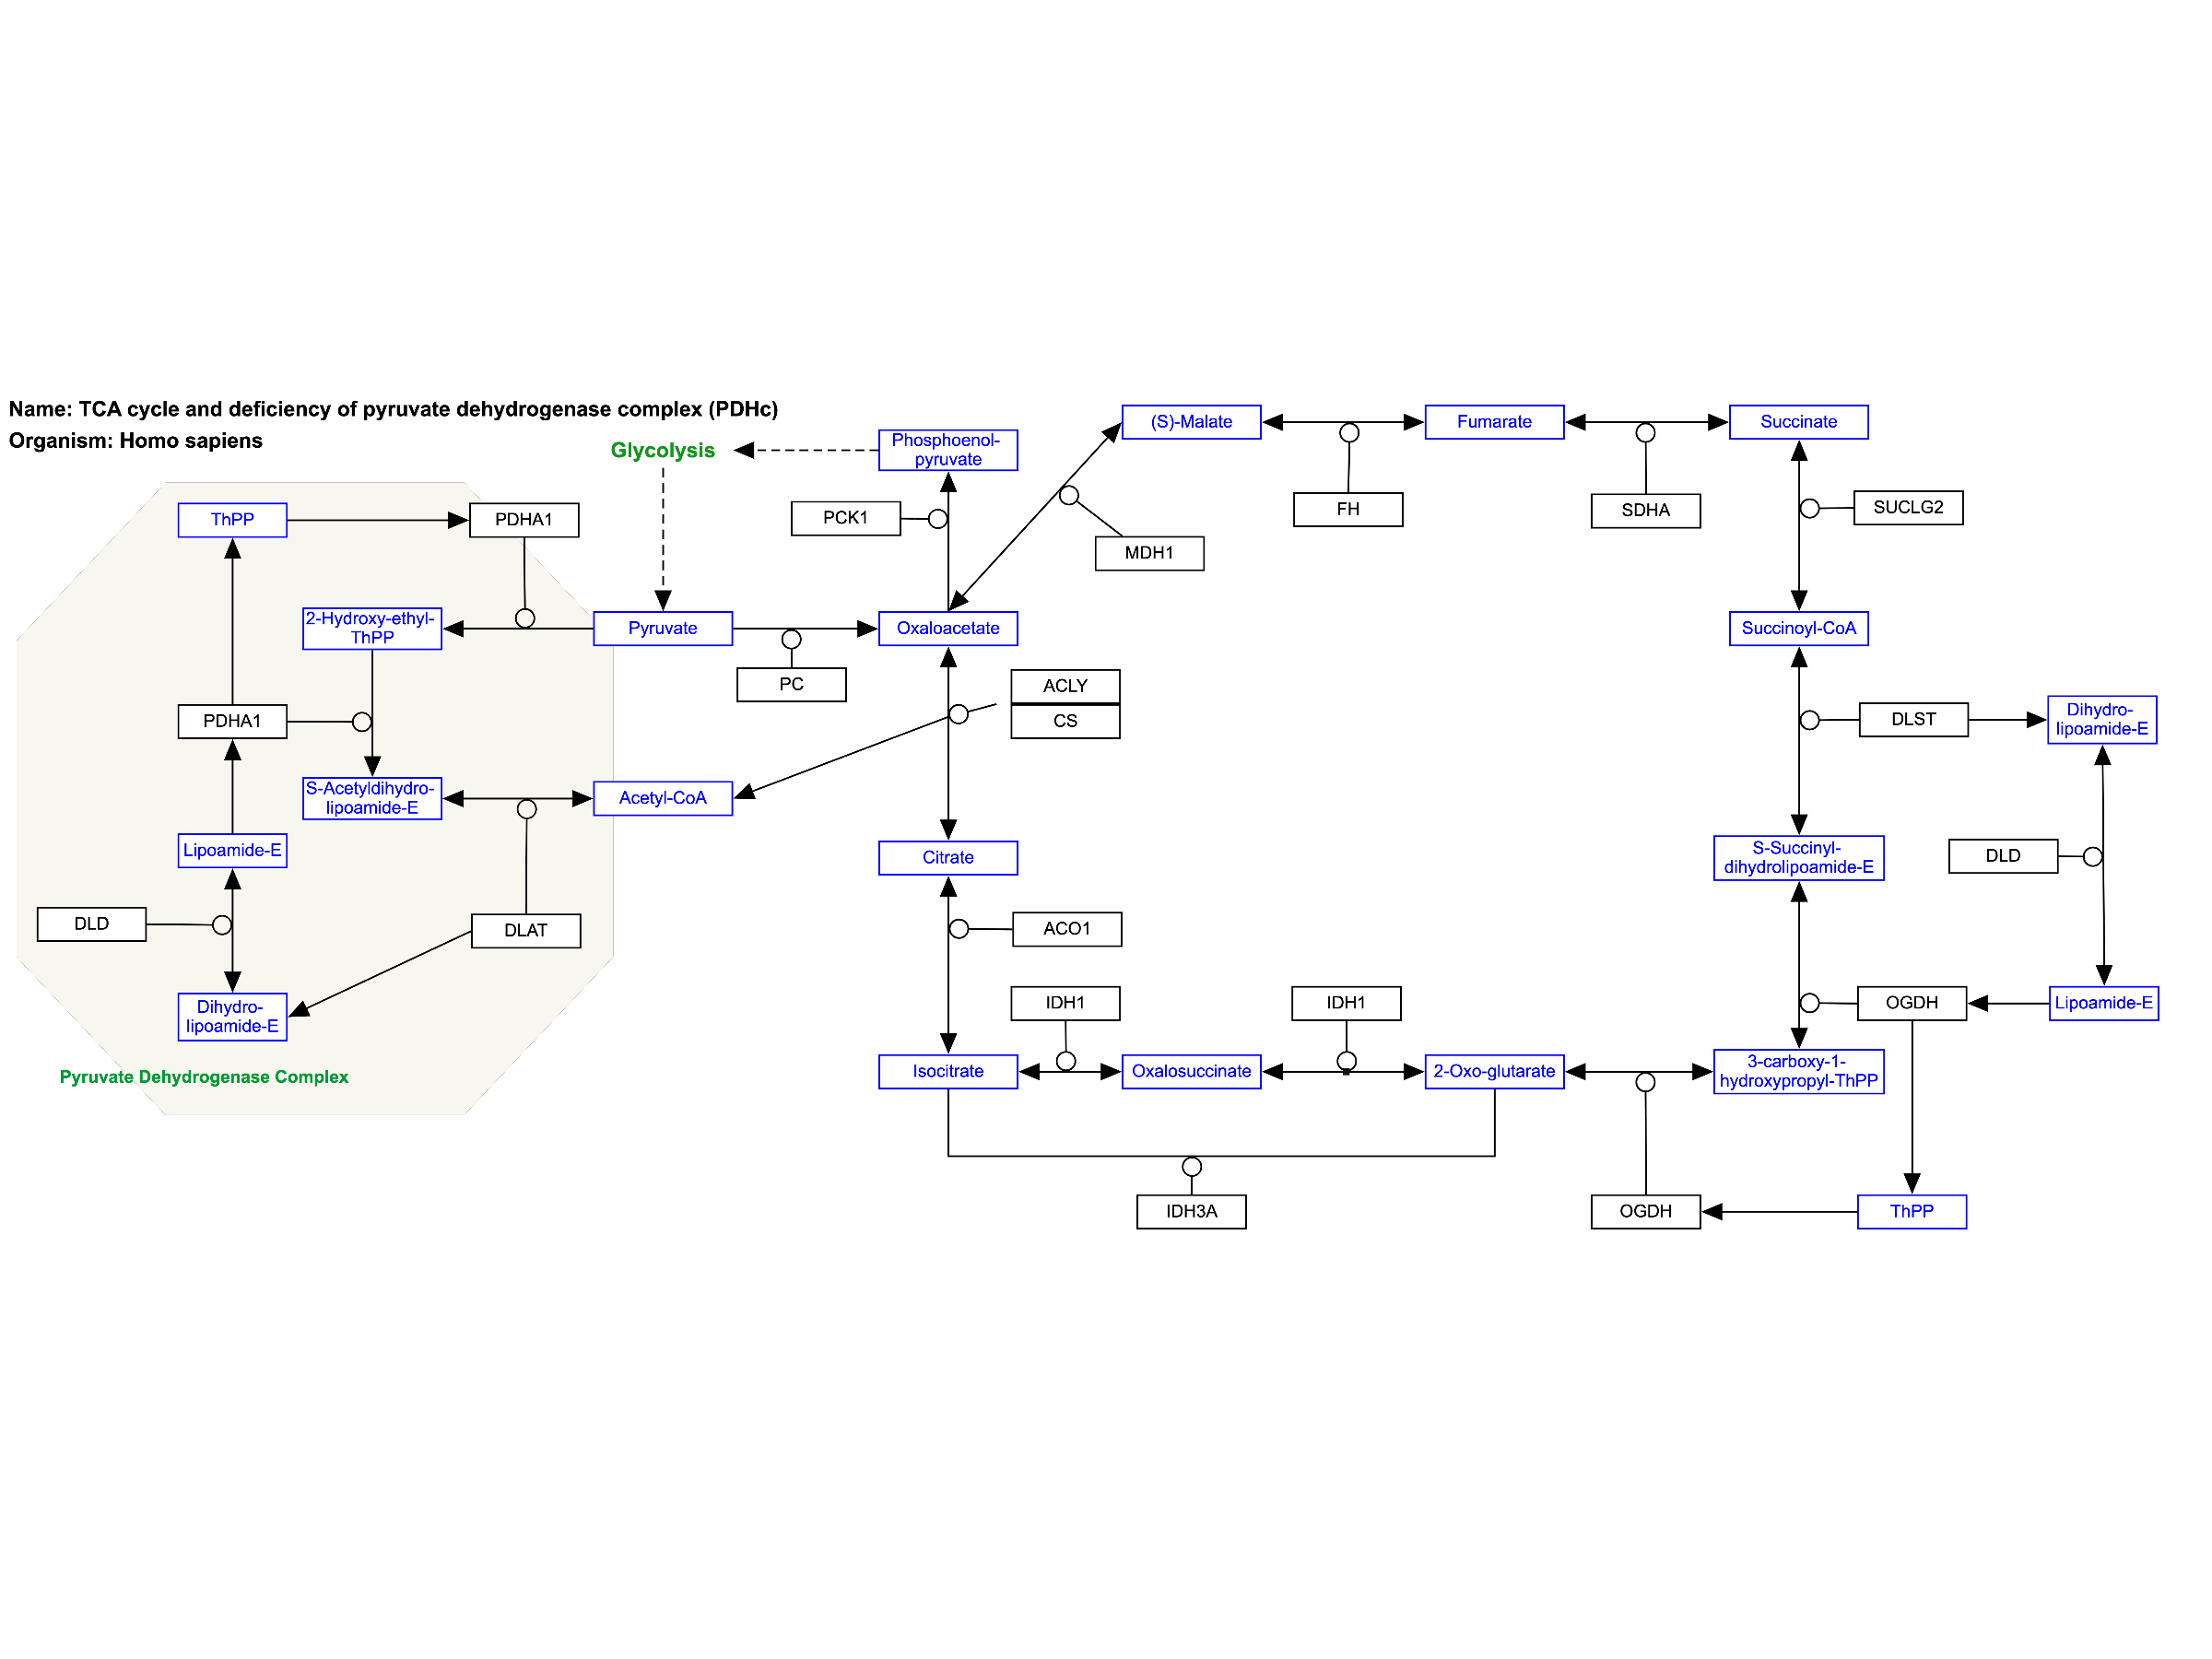 Name: TCA cycle and deficiency of pyruvate dehydrogenase complex (PDHc)
Organism: Homo sapiens
Glycolysis
Phosphoenol-
pyruvate
(S)-Malate
Fumarate
Succinate
ThPP
PDHA1
PCK1
MDH1
FH
SDHA
SUCLG2
2-Hydroxy-ethyl-
ThPP
Pyruvate
Oxaloacetate
Succinoyl-CoA
PC
ACLY
CS
PDHA1
DLST
Dihydro-
lipoamide-E
S-Acetyldihydro-
lipoamide-E
Acetyl-CoA
Lipoamide-E
Citrate
S-Succinyl-
dihydrolipoamide-E
DLD
DLD
DLAT
ACO1
Dihydro-
lipoamide-E
IDH1
IDH1
OGDH
Lipoamide-E
Pyruvate Dehydrogenase Complex
Isocitrate
Oxalosuccinate
2-Oxo-glutarate
3-carboxy-1-
hydroxypropyl-ThPP
IDH3A
OGDH
ThPP